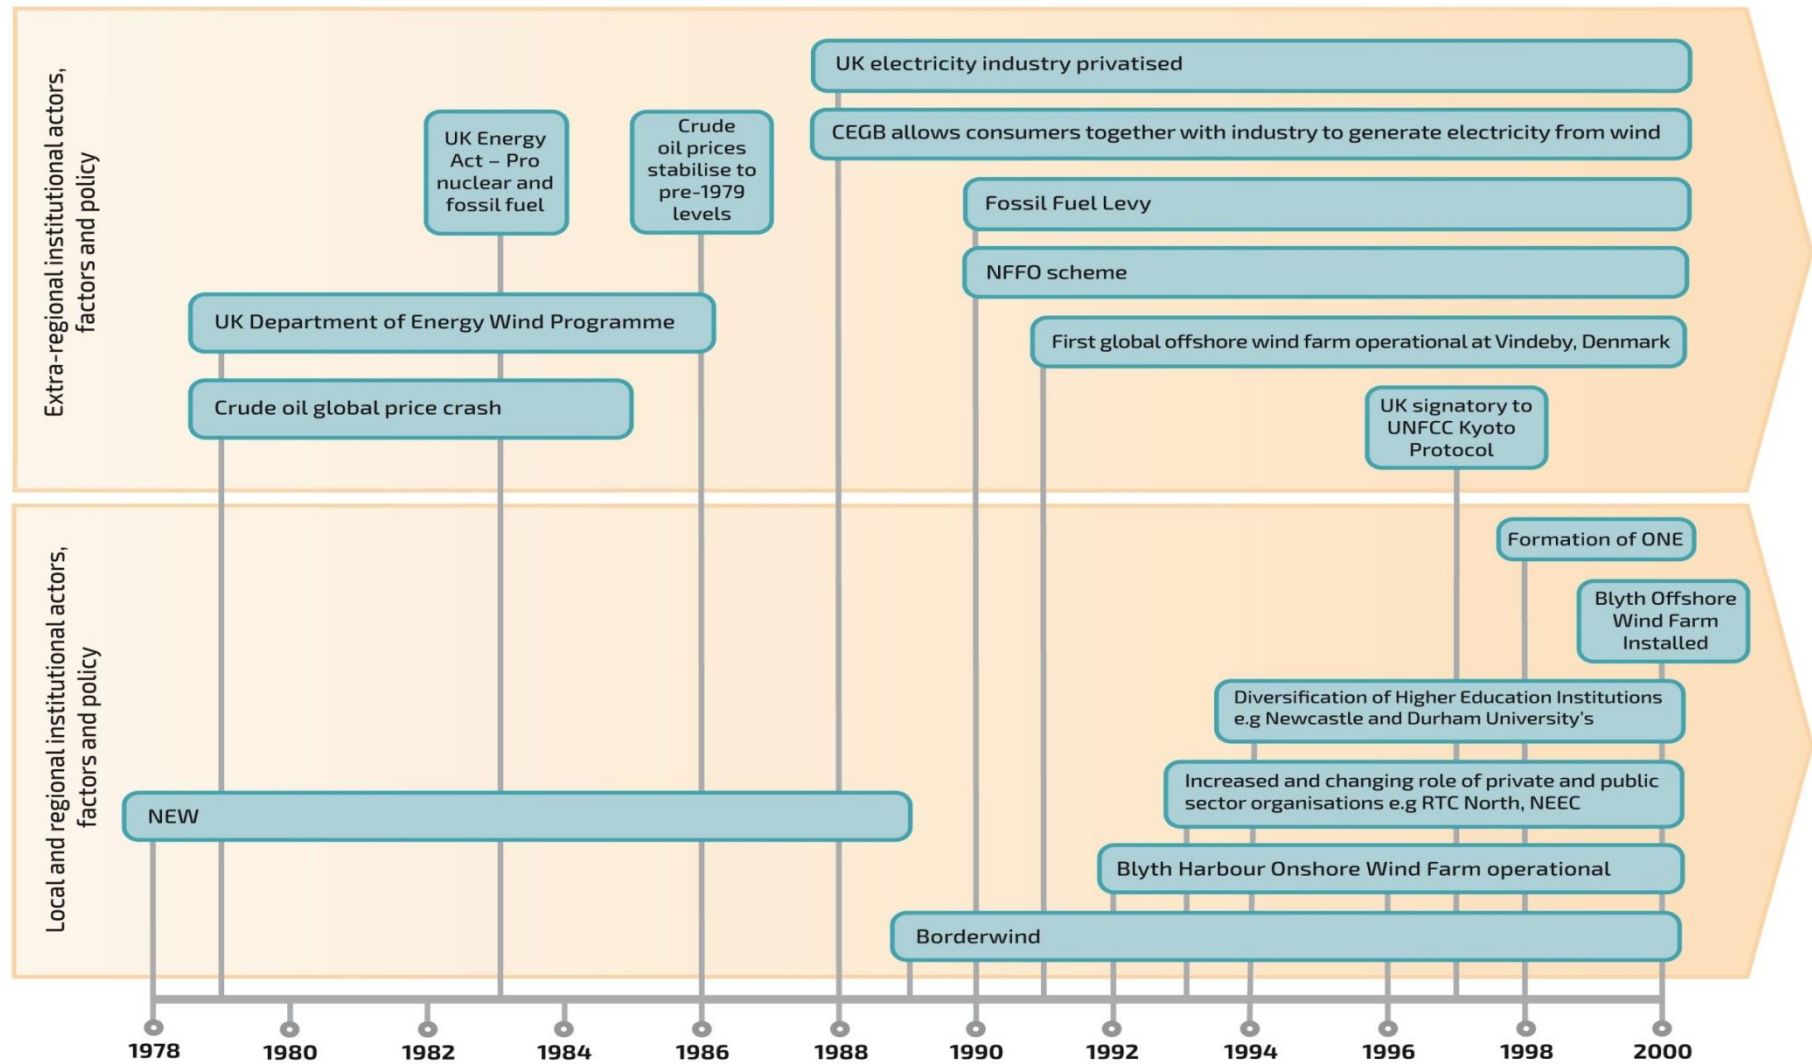 Extra-regional institutional actors,
factors and policy
UK electricity industry privatised
CEGB allows consumers together with industry to generate electricity from wind
UK Energy
Act – Pro
nuclear and
fossil fuel
Crude
oil prices
stabilise to
pre-1979
levels
Fossil Fuel Levy
NFFO scheme
UK Department of Energy Wind Programme
First global offshore wind farm operational at Vindeby, Denmark
Crude oil global price crash
UK signatory to
UNFCC Kyoto
Protocol
Local and regional institutional actors,
factors and policy
Formation of ONE
Blyth Offshore
Wind Farm
Installed
Diversification of Higher Education Institutions
e.g Newcastle and Durham University's
Increased and changing role of private and public
sector organisations e.g RTC North, NEEC
NEW
Blyth Harbour Onshore Wind Farm operational
Borderwind
1978 1980 1982 1984 1986 1988 1990 1992 1994 1996 1998 2000